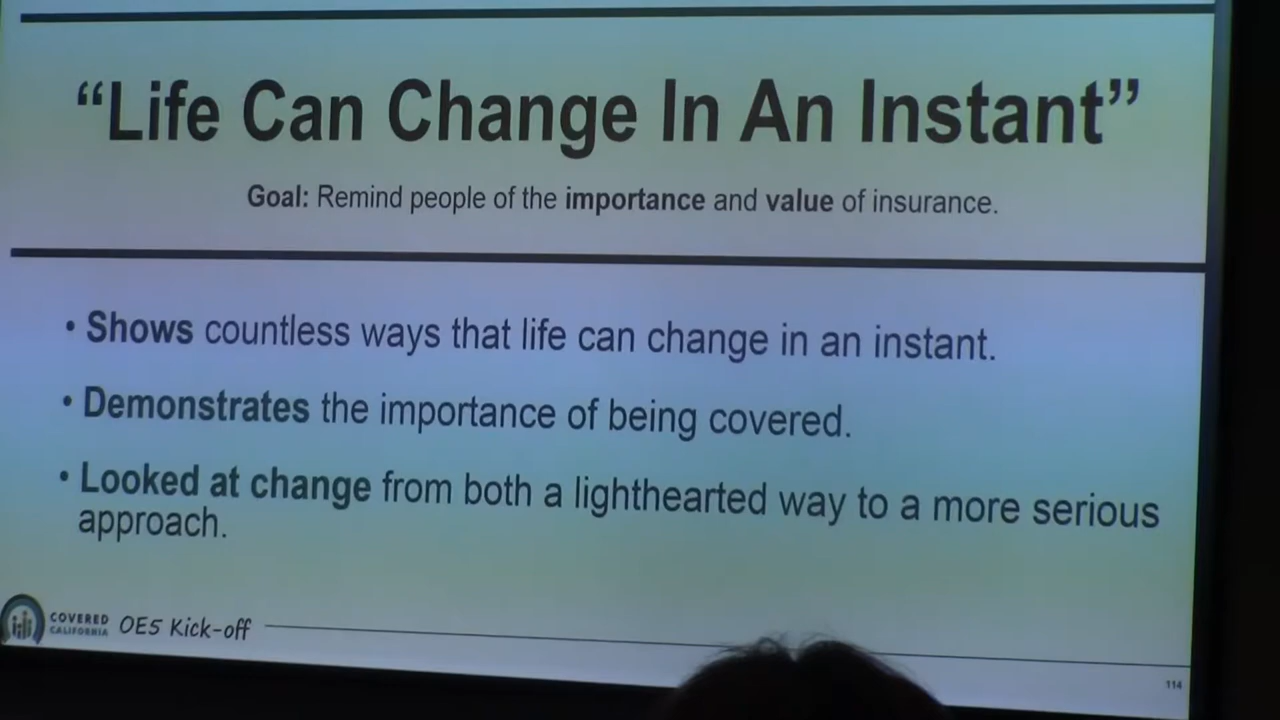 “Life Can Change In An Instant”
Goal: Remind people of the importance and value of insurance.
• Shows countless ways that life can change in an instant.
• Demonstrates the importance of being covered.
• Looked at change from both a lighthearted way to a more serious
approach.
COVERED
CALIFORNIA
OE5 Kick-off
114